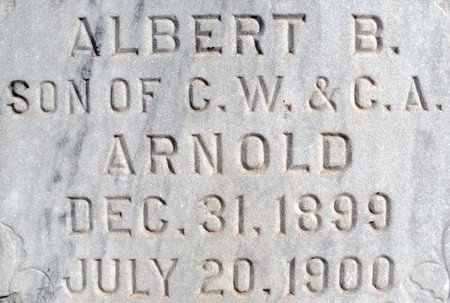 ALBERT B.
SON OF C. W. & C. A.
ARNOLD
DEC. 31, 1899
JULY 20, 1900